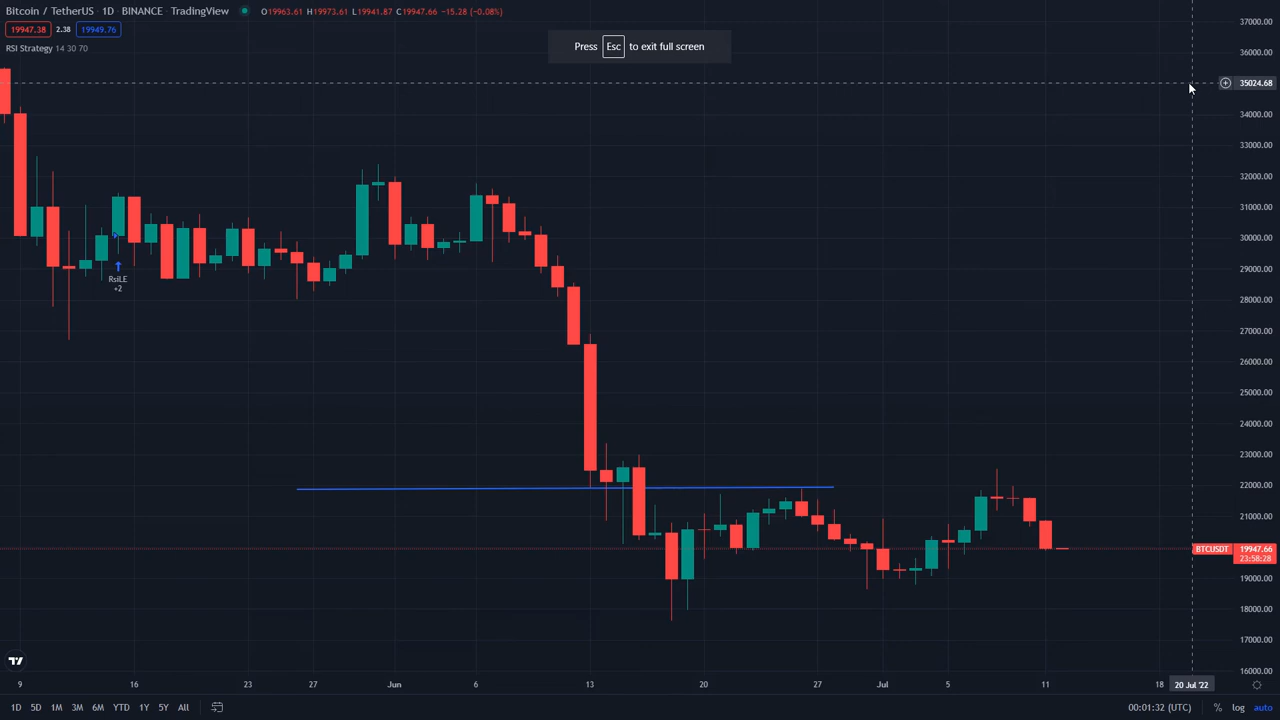 Bitcoin / TetherUS · 1D · BINANCE · TradingView O19963.61 H19973.61 L19941.87 C19947.66 −15.28 (−0.08%)
19947.38 2.38 19949.76
RSI Strategy 14 30 70
Press Esc to exit full screen
37000.00
36000.00
35024.68
34000.00
33000.00
32000.00
31000.00
30000.00
29000.00
28000.00
27000.00
26000.00
25000.00
24000.00
23000.00
22000.00
21000.00
BTCUSDT 19947.66
23:58:28
19000.00
18000.00
17000.00
16000.00
RsiLE
+2
9 16 23 27 Jun 6 13 20 27 Jul 5 11 18 20 Jul '22
1D 5D 1M 3M 6M YTD 1Y 5Y All 00:01:32 (UTC) % log auto